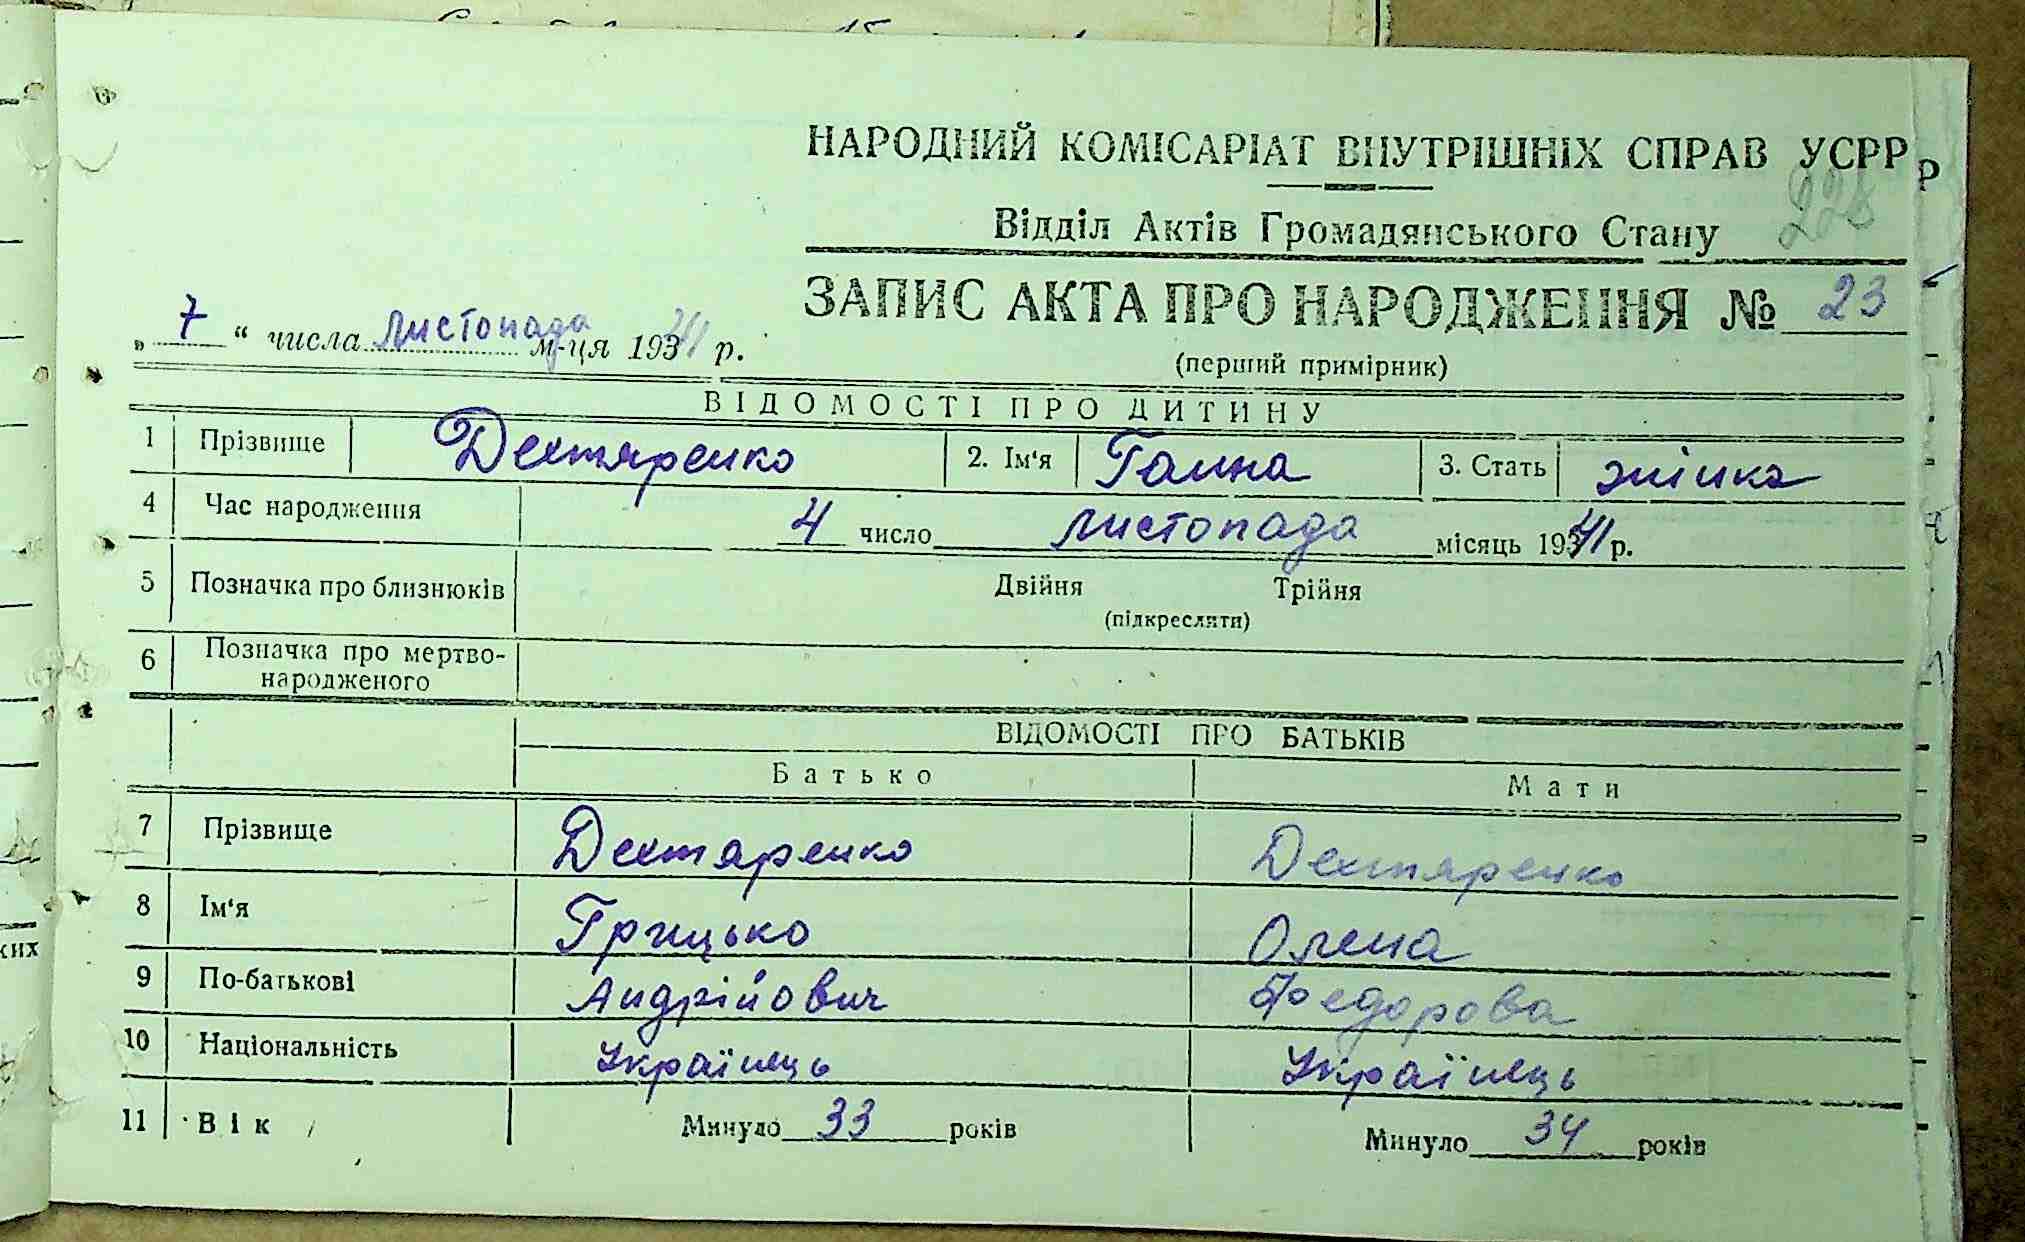 НАРОДНИЙ КОМІСАРІАТ ВНУТРІШНІХ СПРАВ УСРР
Р
228
Відділ Актів Громадянського Стану
ЗАПИС АКТА ПРО НАРОДЖЕННЯ № 23
„ 7 “ числа листопада м-ця 1941 р.
(перший примірник)
ВІДОМОСТІ ПРО ДИТИНУ
1 Прізвище Дехтяренко 2. Ім'я Ганна 3. Стать жінка
4 Час народження 4 число листопада місяць 1941 р.
5 Позначка про близнюків Двійня Трійня
(підкресляти)
6 Позначка про мертво-
народженого
ВІДОМОСТІ ПРО БАТЬКІВ
Батько Мати
7 Прізвище Дехтяренко Дехтяренко
8 Ім'я Грицько Олена
9 По-батькові Андрійович Федорова
ких
10 Національність Українець Українець
11 Вік Минуло 33 років Минуло 34 років